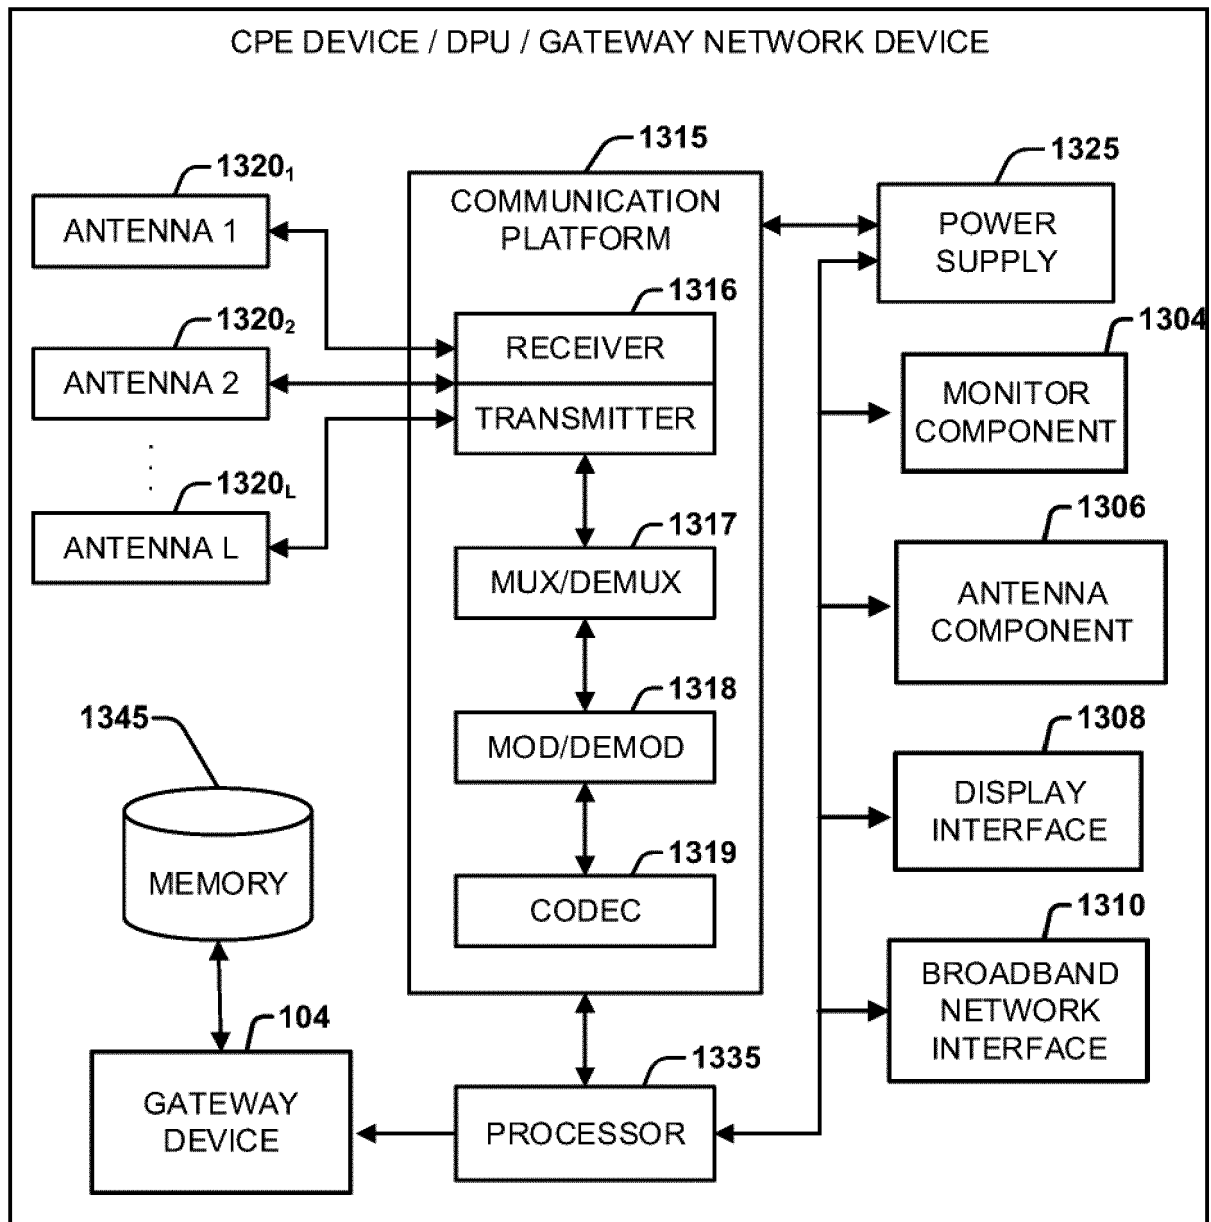 CPE DEVICE / DPU / GATEWAY NETWORK DEVICE
1315
1325
1320₁
COMMUNICATION
PLATFORM
POWER
SUPPLY
ANTENNA 1
1316
1304
1320₂
RECEIVER
ANTENNA 2
MONITOR
COMPONENT
TRANSMITTER
1320L
1306
1317
ANTENNA L
MUX/DEMUX
ANTENNA
COMPONENT
1318
1345
1308
MOD/DEMOD
DISPLAY
INTERFACE
1319
MEMORY
1310
CODEC
BROADBAND
NETWORK
INTERFACE
104
1335
GATEWAY
DEVICE
PROCESSOR